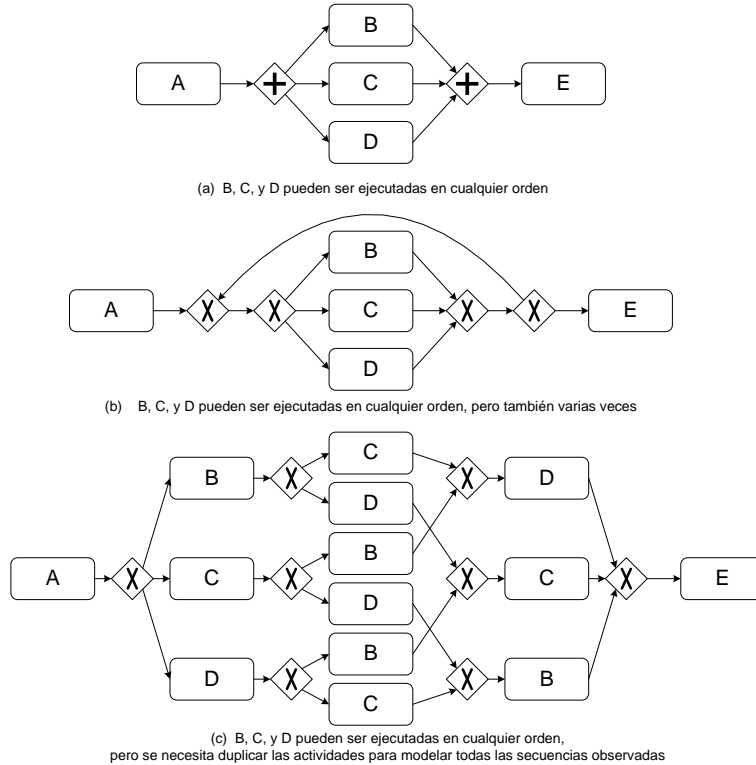 B
A
C
E
D
(a) B, C, y D pueden ser ejecutadas en cualquier orden
B
A
C
E
D
(b) B, C, y D pueden ser ejecutadas en cualquier orden, pero también varias veces
C
B
D
D
B
A
C
C
E
D
B
D
B
C
(c) B, C, y D pueden ser ejecutadas en cualquier orden,
pero se necesita duplicar las actividades para modelar todas las secuencias observadas